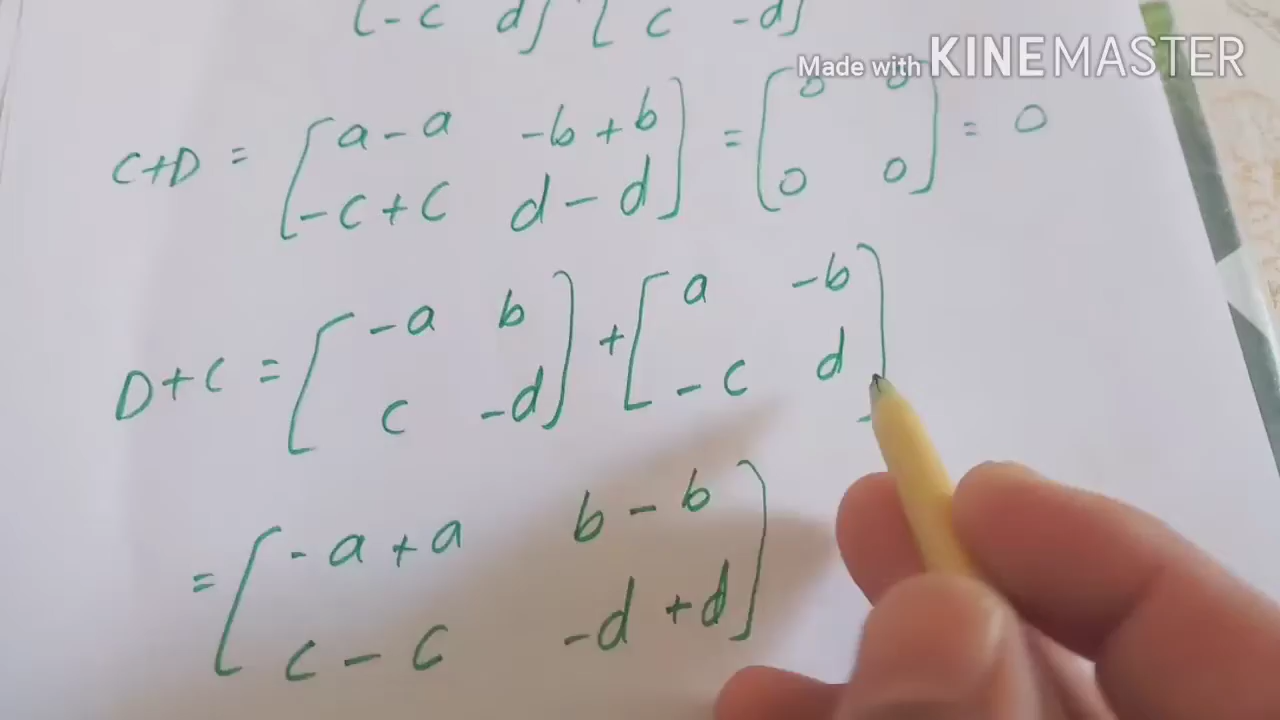 [-c d] [c -d]
Made with KINEMASTER
C+D = [a-a -b+b
-c+c d-d] = [0 0
0 0] = 0
D+C = [-a b
c -d] + [a -b
-c d]
= [-a+a b-b
c-c -d+d]